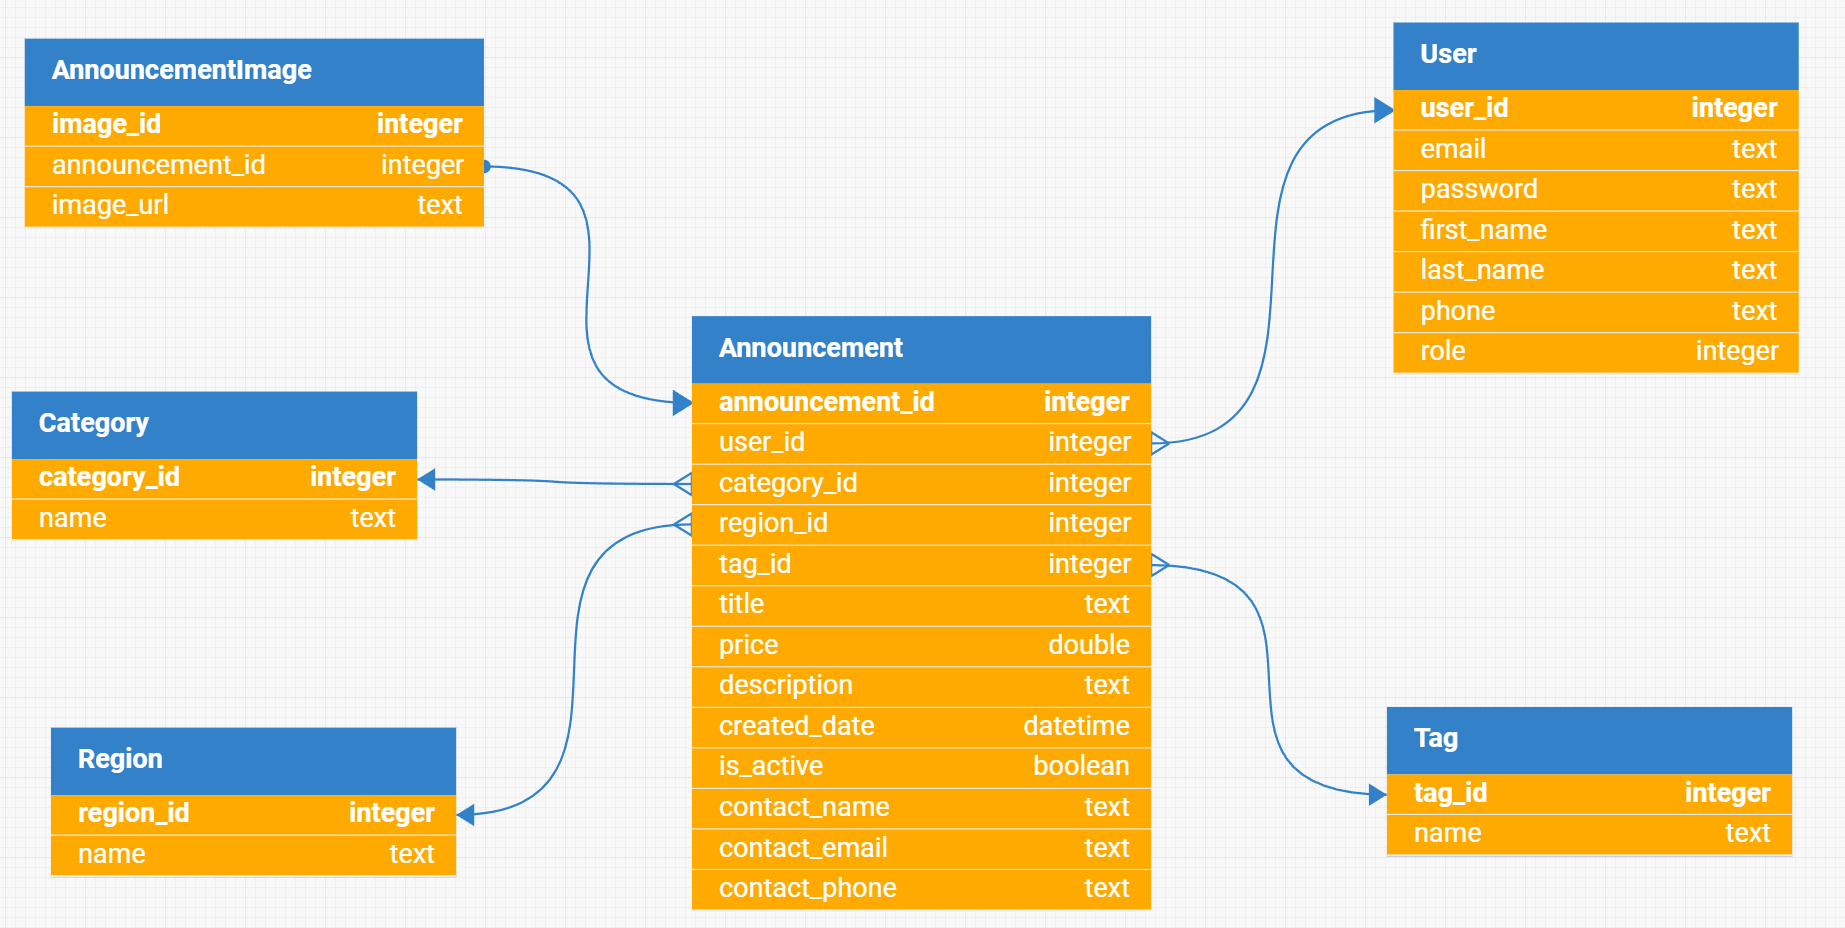 AnnouncementImage
image_id integer
announcement_id integer
image_url text
User
user_id integer
email text
password text
first_name text
last_name text
phone text
role integer
Announcement
announcement_id integer
user_id integer
category_id integer
region_id integer
tag_id integer
title text
price double
description text
created_date datetime
is_active boolean
contact_name text
contact_email text
contact_phone text
Category
category_id integer
name text
Region
region_id integer
name text
Tag
tag_id integer
name text